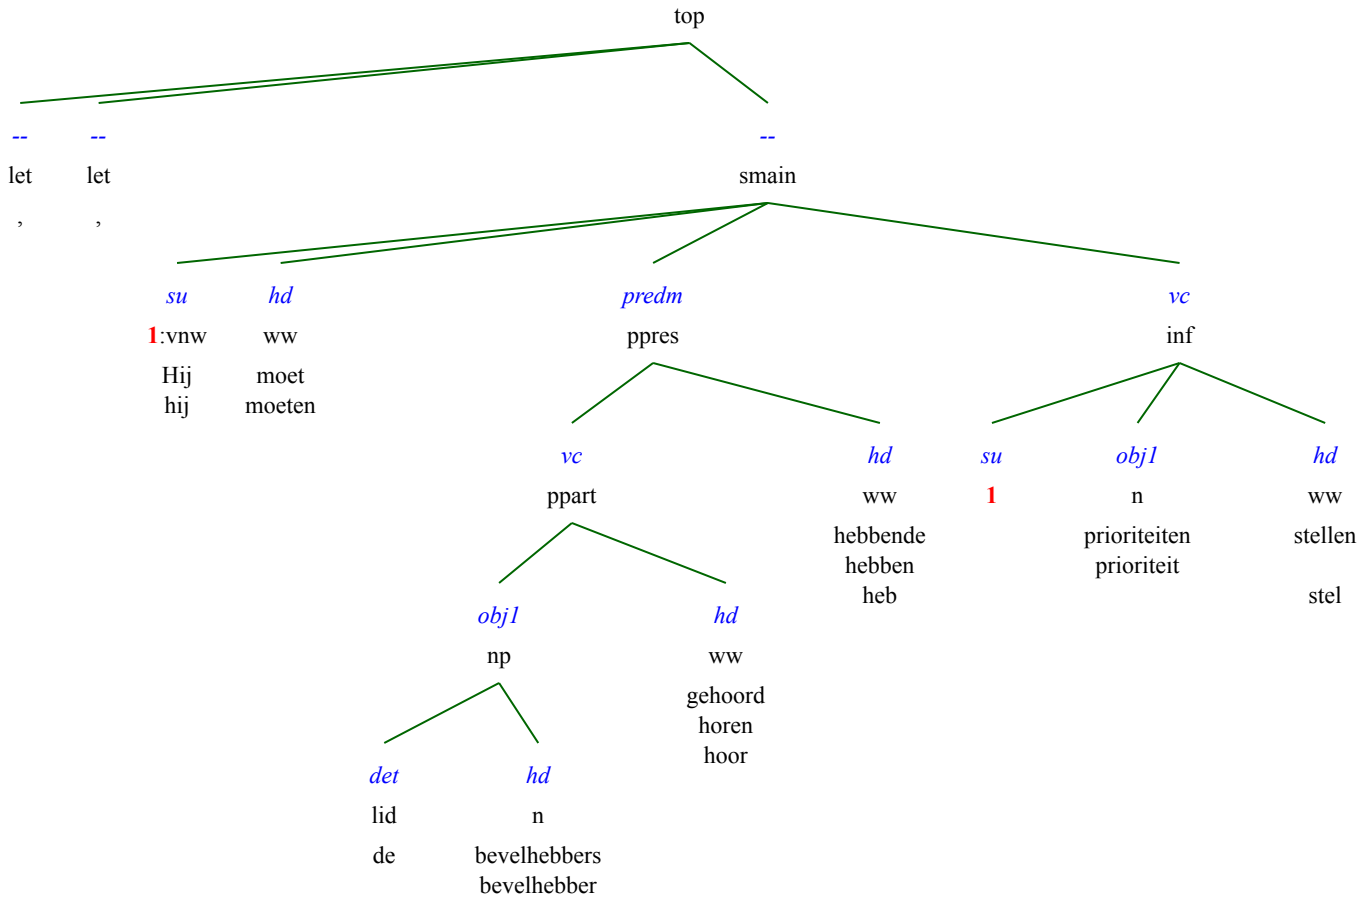 top
-- -- --
let let smain
, ,
su hd predm vc
1:vnw ww ppres inf
Hij moet
hij moeten
vc hd su obj1 hd
ppart ww 1 n ww
hebbende prioriteiten stellen
hebben prioriteit
heb stel
obj1 hd
np ww
gehoord
horen
hoor
det hd
lid n
de bevelhebbers
bevelhebber